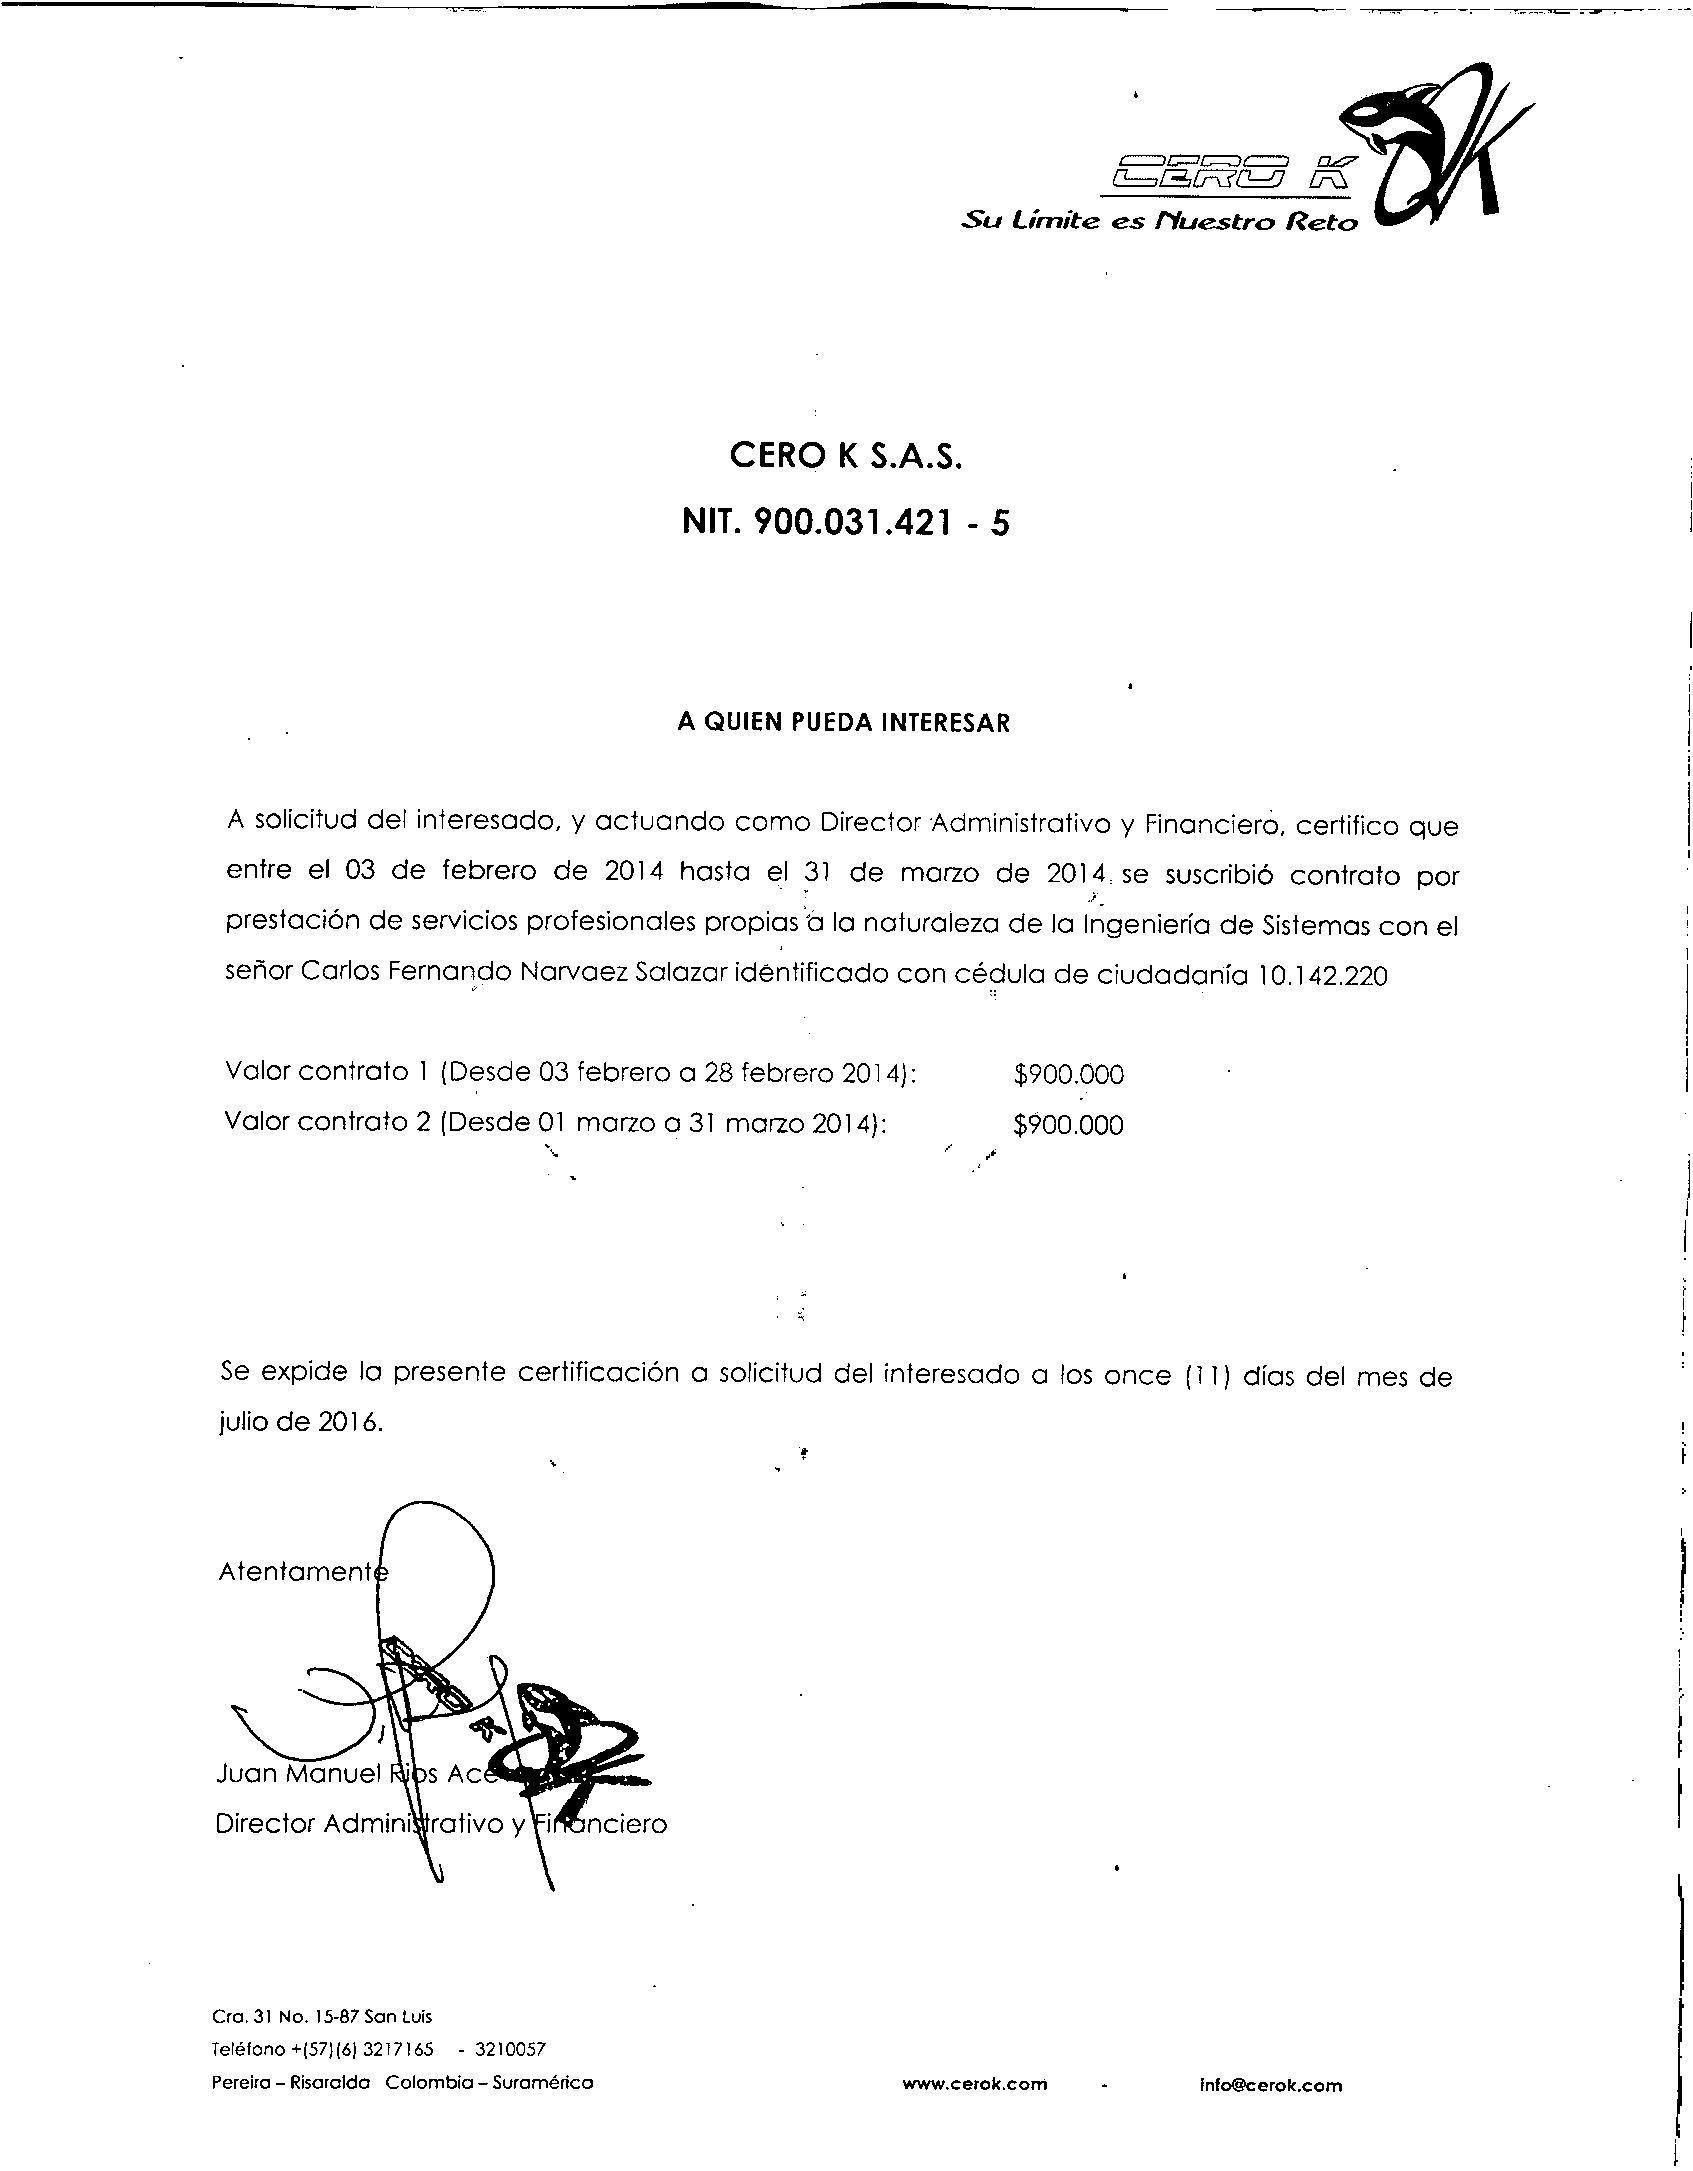 CERO K
Su Límite es Nuestro Reto
CERO K S.A.S.
NIT. 900.031.421 - 5
A QUIEN PUEDA INTERESAR
A solicitud del interesado, y actuando como Director Administrativo y Financiero, certifico que
entre el 03 de febrero de 2014 hasta el 31 de marzo de 2014, se suscribió contrato por
prestación de servicios profesionales propias a la naturaleza de la Ingeniería de Sistemas con el
señor Carlos Fernando Narvaez Salazar identificado con cédula de ciudadanía 10.142.220
Valor contrato 1 (Desde 03 febrero a 28 febrero 2014): $900.000
Valor contrato 2 (Desde 01 marzo a 31 marzo 2014): $900.000
Se expide la presente certificación a solicitud del interesado a los once (11) días del mes de
julio de 2016.
Atentamente
Juan Manuel Rios
Director Administrativo y Financiero
Cra. 31 No. 15-87 San Luis
Teléfono +(57)(6) 3217165 - 3210057
Pereira – Risaralda Colombia – Suramérica www.cerok.com - info@cerok.com